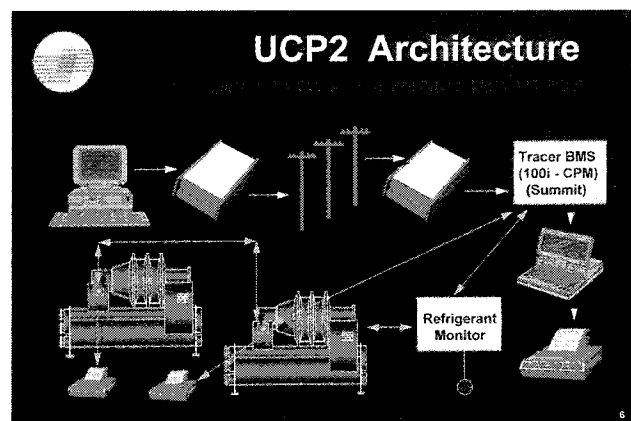 UCP2 Architecture
Tracer BMS
(100i - CPM)
(Summit)
Refrigerant
Monitor
6